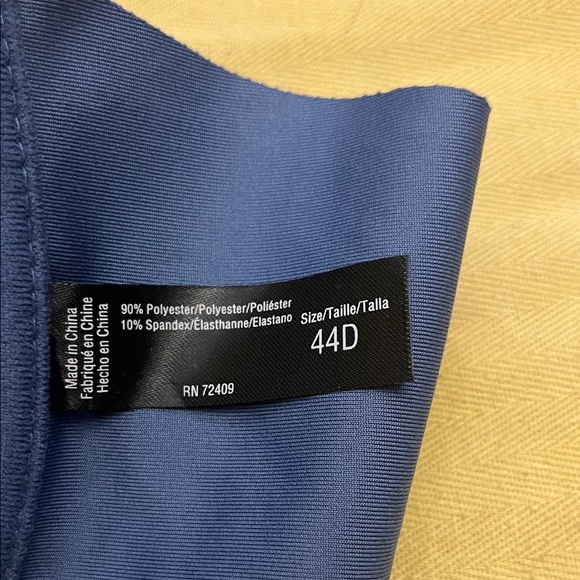 Made in China
Fabriqué en Chine
Hecho en China
90% Polyester/Polyester/Poliéster
10% Spandex/Élasthanne/Elastano
RN 72409
Size/Taille/Talla
44D